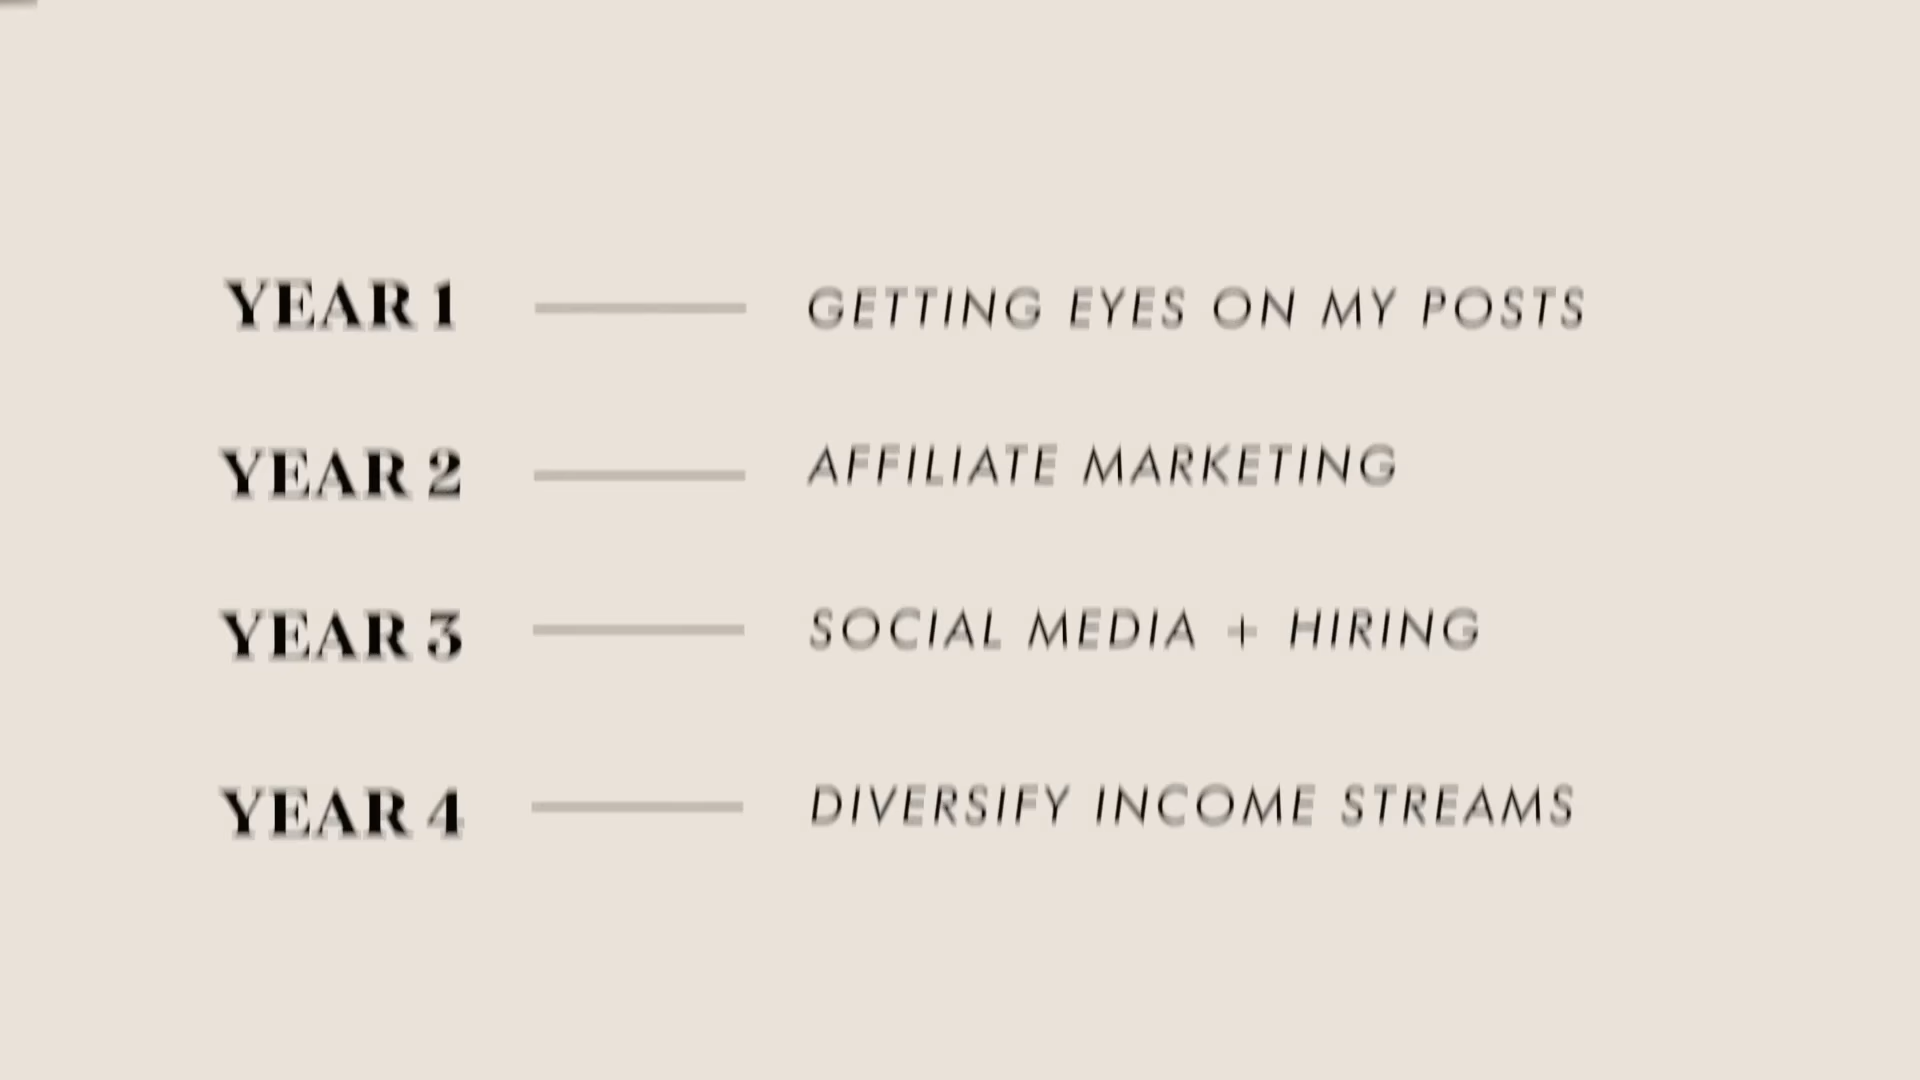 YEAR 1 GETTING EYES ON MY POSTS
YEAR 2 AFFILIATE MARKETING
YEAR 3 SOCIAL MEDIA + HIRING
YEAR 4 DIVERSIFY INCOME STREAMS